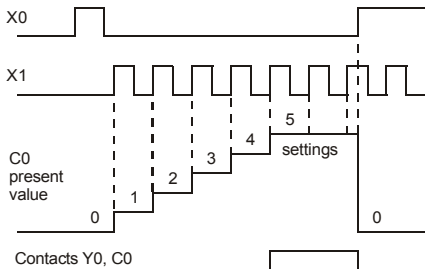 X0
X1
5
4
settings
3
C0
present
value
2
1
0
0
Contacts Y0, C0